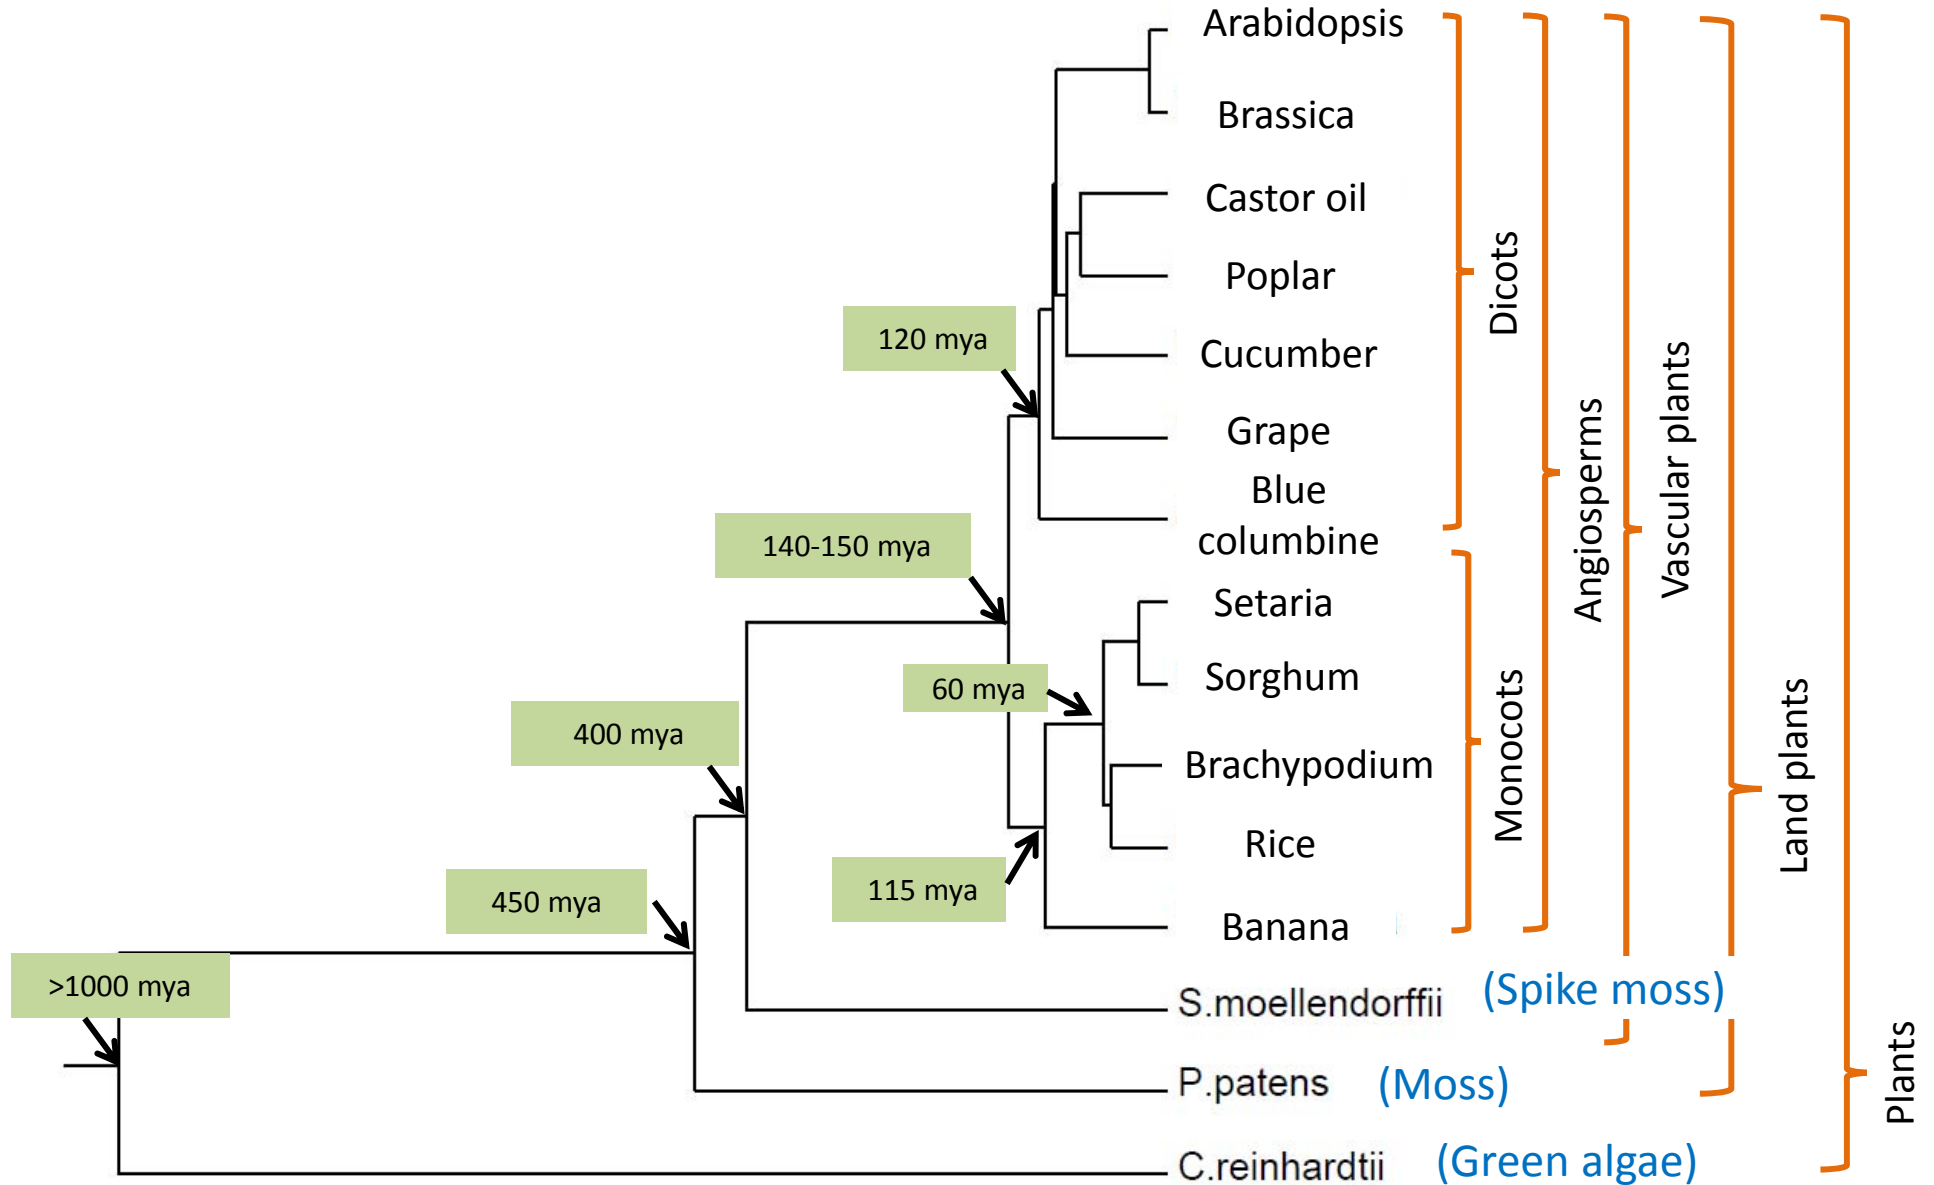 Arabidopsis
Brassica
Castor oil
Poplar
Cucumber
Grape
Blue
columbine
Setaria
Sorghum
Brachypodium
Rice
Banana
S.moellendorffii (Spike moss)
P.patens (Moss)
C.reinhardtii (Green algae)
120 mya
140-150 mya
60 mya
400 mya
115 mya
450 mya
>1000 mya
Dicots
Monocots
Angiosperms
Vascular plants
Land plants
Plants